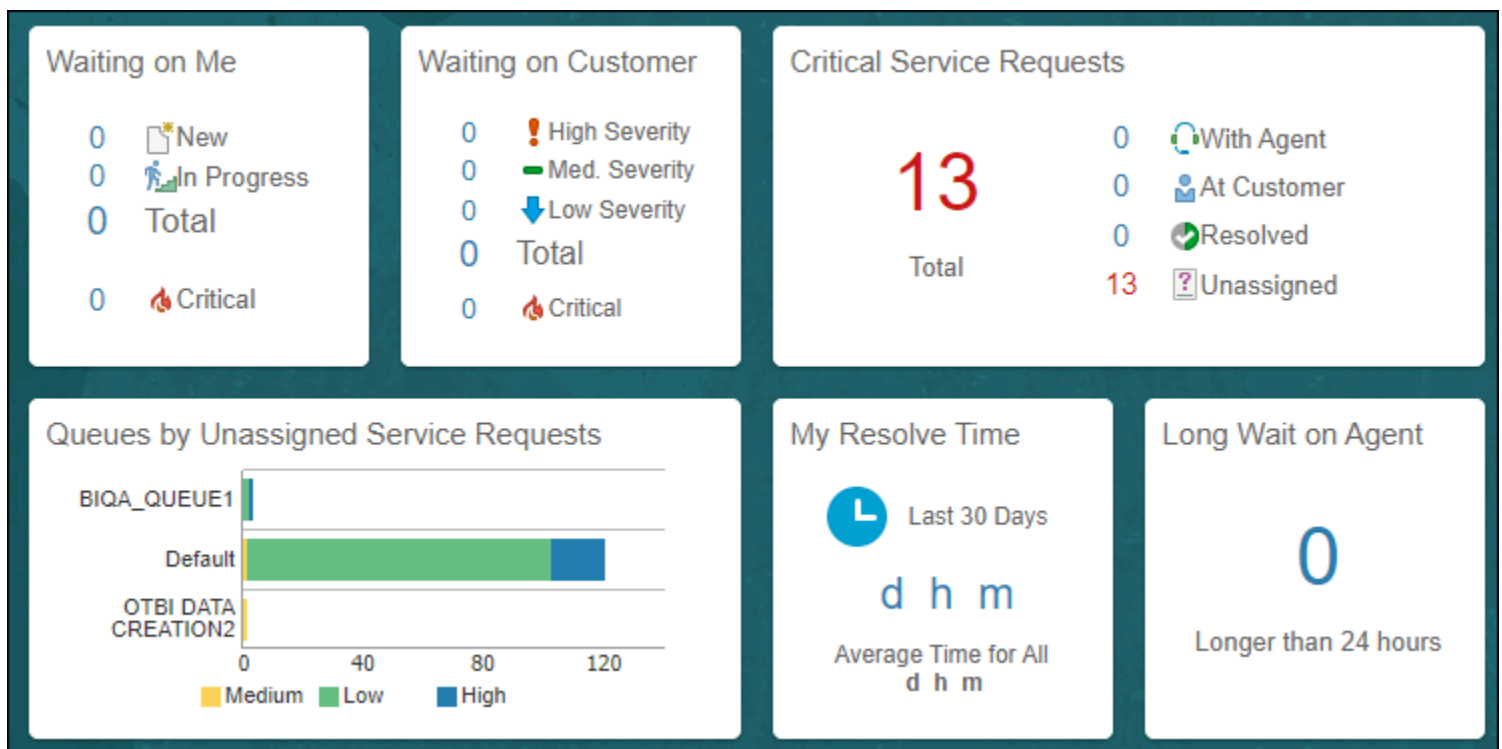 Waiting on Me
0 New
0 In Progress
0 Total
0 Critical
Waiting on Customer
0 High Severity
0 Med. Severity
0 Low Severity
0 Total
0 Critical
Critical Service Requests
13
Total
0 With Agent
0 At Customer
0 Resolved
13 ? Unassigned
Queues by Unassigned Service Requests
BIQA_QUEUE1
Default
OTBI DATA
CREATION2
0 40 80 120
Medium Low High
My Resolve Time
Last 30 Days
d h m
Average Time for All
d h m
Long Wait on Agent
0
Longer than 24 hours